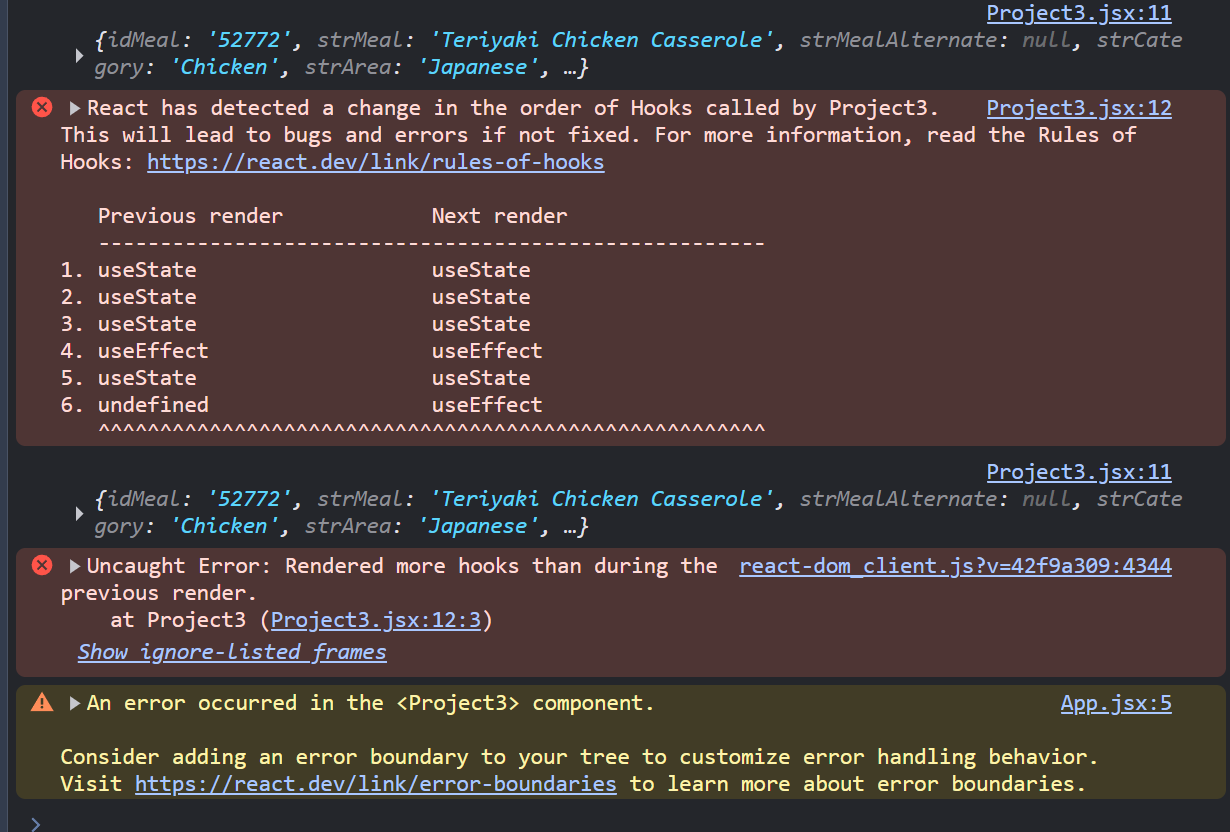 Project3.jsx:11
{idMeal: '52772', strMeal: 'Teriyaki Chicken Casserole', strMealAlternate: null, strCate
gory: 'Chicken', strArea: 'Japanese', …}
React has detected a change in the order of Hooks called by Project3. Project3.jsx:12
This will lead to bugs and errors if not fixed. For more information, read the Rules of
Hooks: https://react.dev/link/rules-of-hooks
Previous render Next render
------------------------------------------------------
1. useState useState
2. useState useState
3. useState useState
4. useEffect useEffect
5. useState useState
6. undefined useEffect
^^^^^^^^^^^^^^^^^^^^^^^^^^^^^^^^^^^^^^^^^^^^^^^^^^^^^^
Project3.jsx:11
{idMeal: '52772', strMeal: 'Teriyaki Chicken Casserole', strMealAlternate: null, strCate
gory: 'Chicken', strArea: 'Japanese', …}
Uncaught Error: Rendered more hooks than during the react-dom_client.js?v=42f9a309:4344
previous render.
at Project3 (Project3.jsx:12:3)
Show ignore-listed frames
An error occurred in the <Project3> component. App.jsx:5
Consider adding an error boundary to your tree to customize error handling behavior.
Visit https://react.dev/link/error-boundaries to learn more about error boundaries.